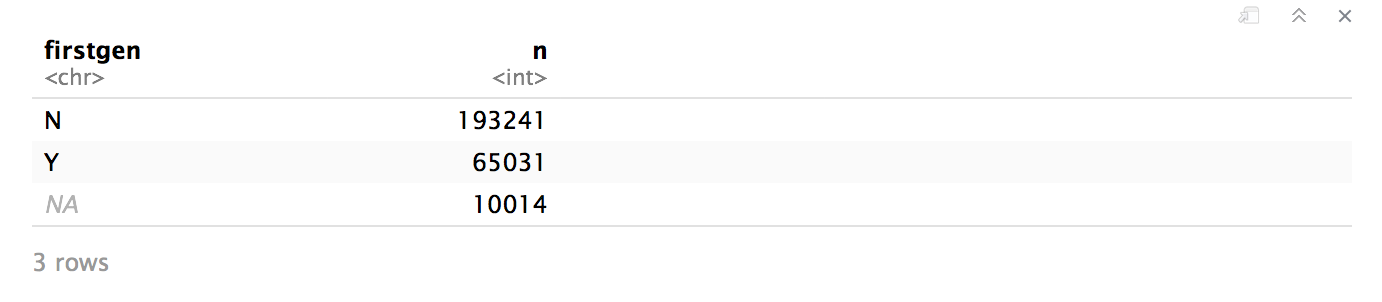 firstgen n
<chr> <int>
N 193241
Y 65031
NA 10014
3 rows